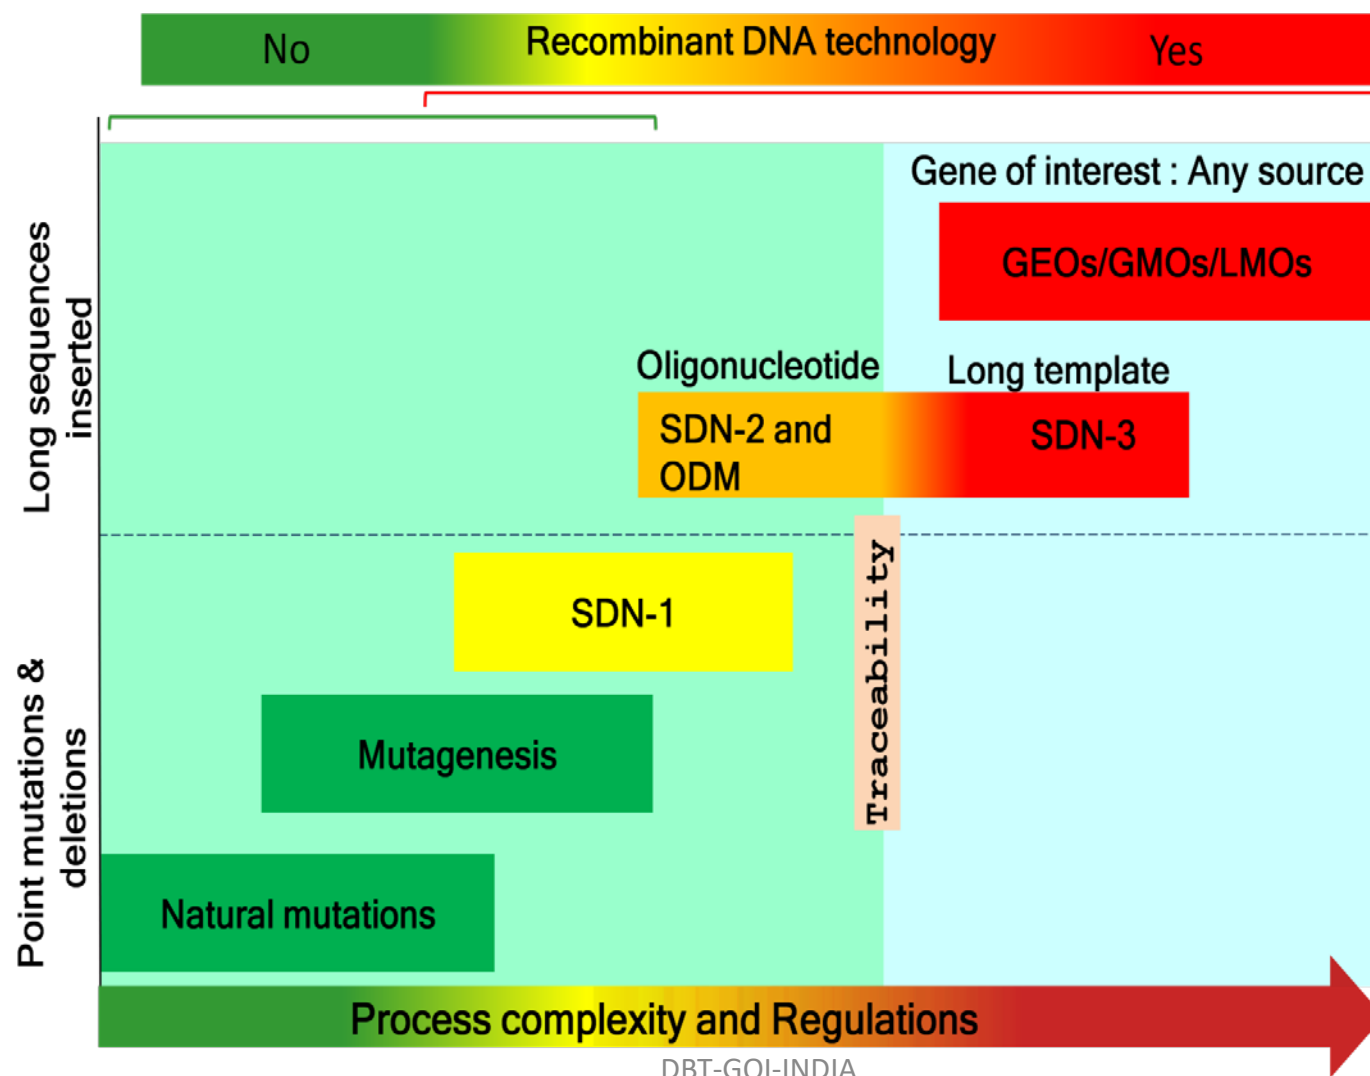 No
Recombinant DNA technology
Yes
Gene of interest : Any source
GEOs/GMOs/LMOs
Long sequences
inserted
Oligonucleotide
Long template
SDN-2 and
ODM
SDN-3
SDN-1
Traceability
Point mutations &
deletions
Mutagenesis
Natural mutations
Process complexity and Regulations
DBT-GOI-INDIA